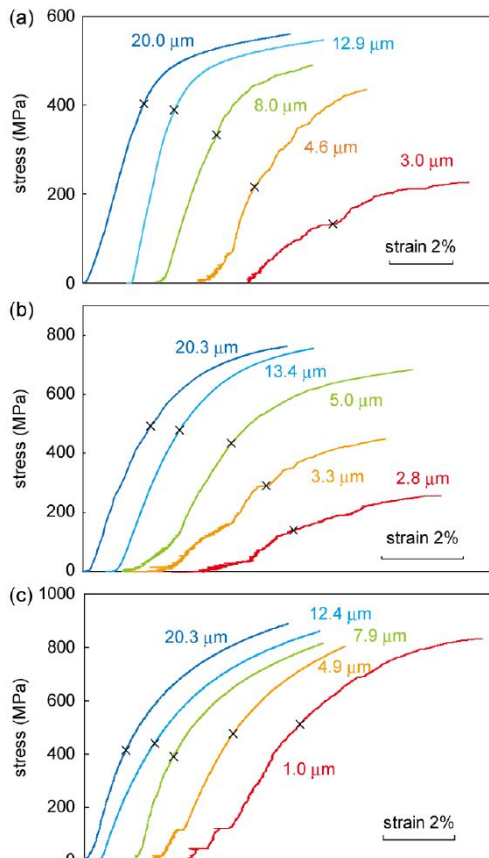 (a)
600
400
200
0
stress (MPa)
20.0 μm
12.9 μm
8.0 μm
4.6 μm
3.0 μm
strain 2%
(b)
800
600
400
200
0
stress (MPa)
20.3 μm
13.4 μm
5.0 μm
3.3 μm
2.8 μm
strain 2%
(c)
1000
800
600
400
200
0
stress (MPa)
20.3 μm
12.4 μm
7.9 μm
4.9 μm
1.0 μm
strain 2%